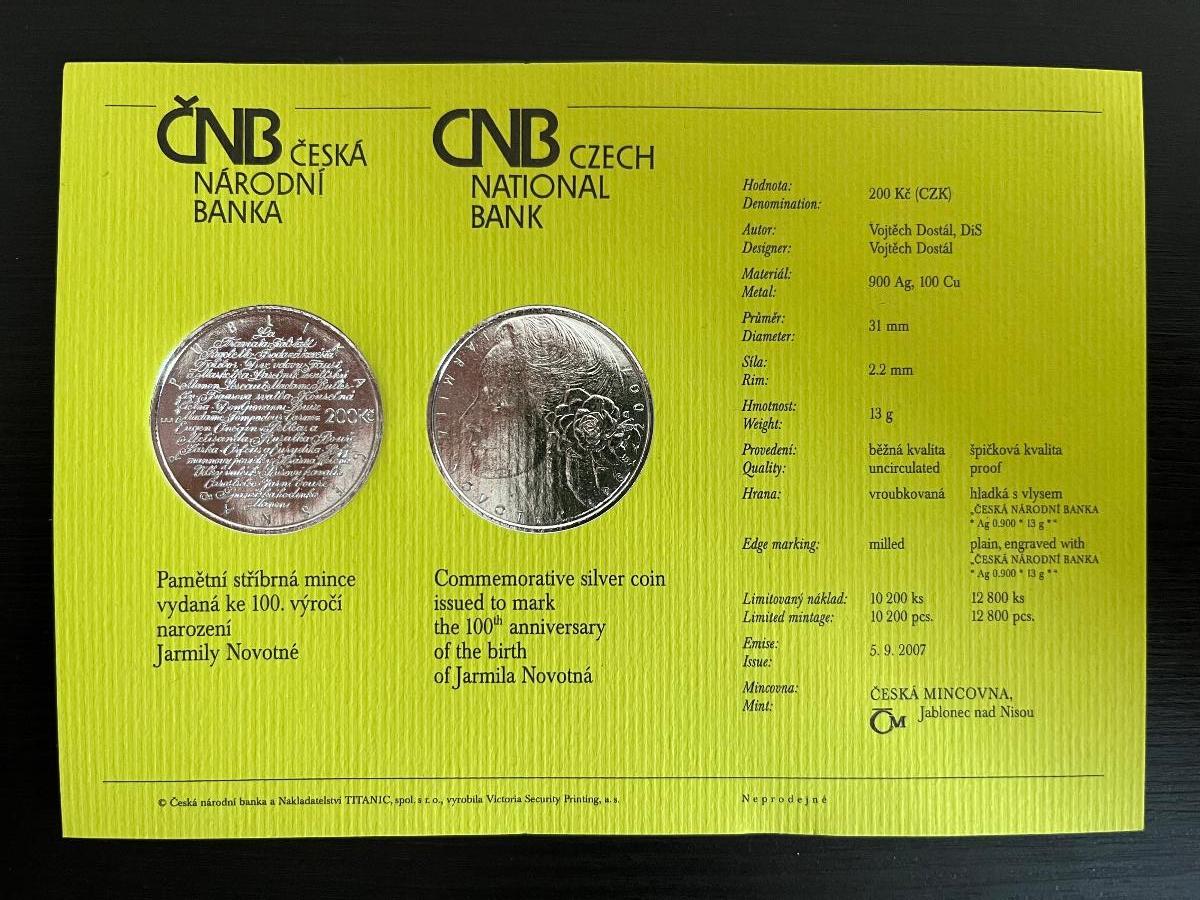 ČNB ČESKÁ
NÁRODNÍ
BANKA
CNB CZECH
NATIONAL
BANK
200Kč
Pamětní stříbrná mince
vydaná ke 100. výročí
narození
Jarmily Novotné
Commemorative silver coin
issued to mark
the 100th anniversary
of the birth
of Jarmila Novotná
Hodnota:
Denomination: 200 Kč (CZK)
Autor: Vojtěch Dostál, DiS
Designer: Vojtěch Dostál
Materiál:
Metal: 900 Ag, 100 Cu
Průměr:
Diameter: 31 mm
Síla:
Rim: 2.2 mm
Hmotnost:
Weight: 13 g
Provedení: běžná kvalita špičková kvalita
Quality: uncirculated proof
Hrana: vroubkovaná hladká s vlysem
„ČESKÁ NÁRODNÍ BANKA
* Ag 0.900 * 13 g *“
Edge marking: milled plain, engraved with
„ČESKÁ NÁRODNÍ BANKA
* Ag 0.900 * 13 g *“
Limitovaný náklad: 10 200 ks 12 800 ks
Limited mintage: 10 200 pcs. 12 800 pcs.
Emise:
Issue: 5. 9. 2007
Mincovna: ČESKÁ MINCOVNA,
Mint: ČM Jablonec nad Nisou
© Česká národní banka a Nakladatelství TITANIC, spol. s r. o., vyrobila Victoria Security Printing, a. s.
Neprodejné